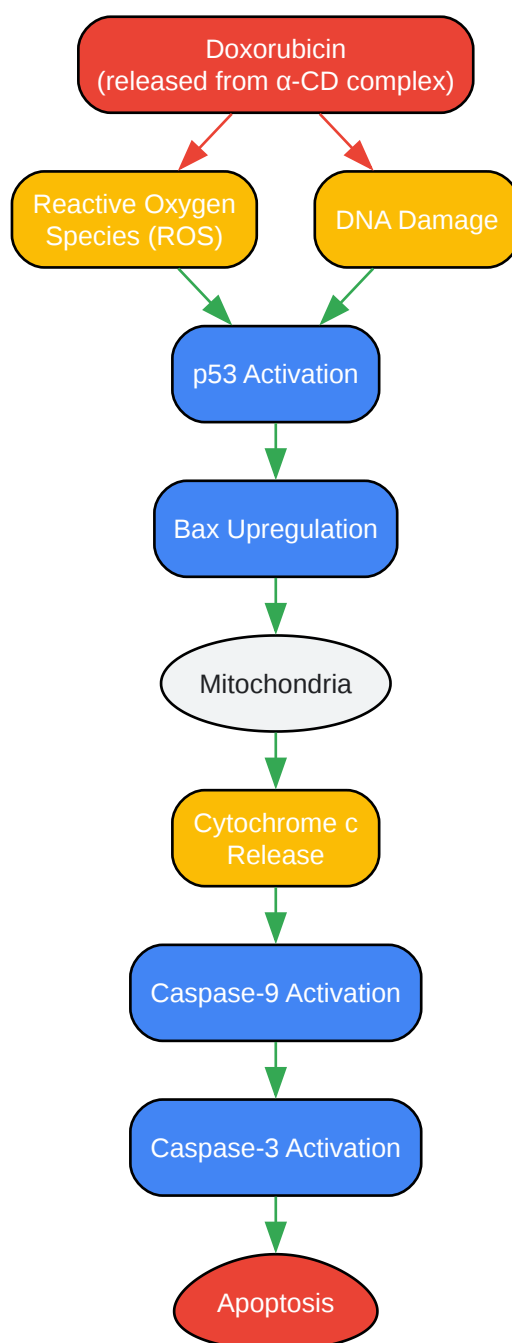 Doxorubicin
(released from α-CD complex)
Reactive Oxygen
Species (ROS)
DNA Damage
p53 Activation
Bax Upregulation
Mitochondria
Cytochrome c
Release
Caspase-9 Activation
Caspase-3 Activation
Apoptosis